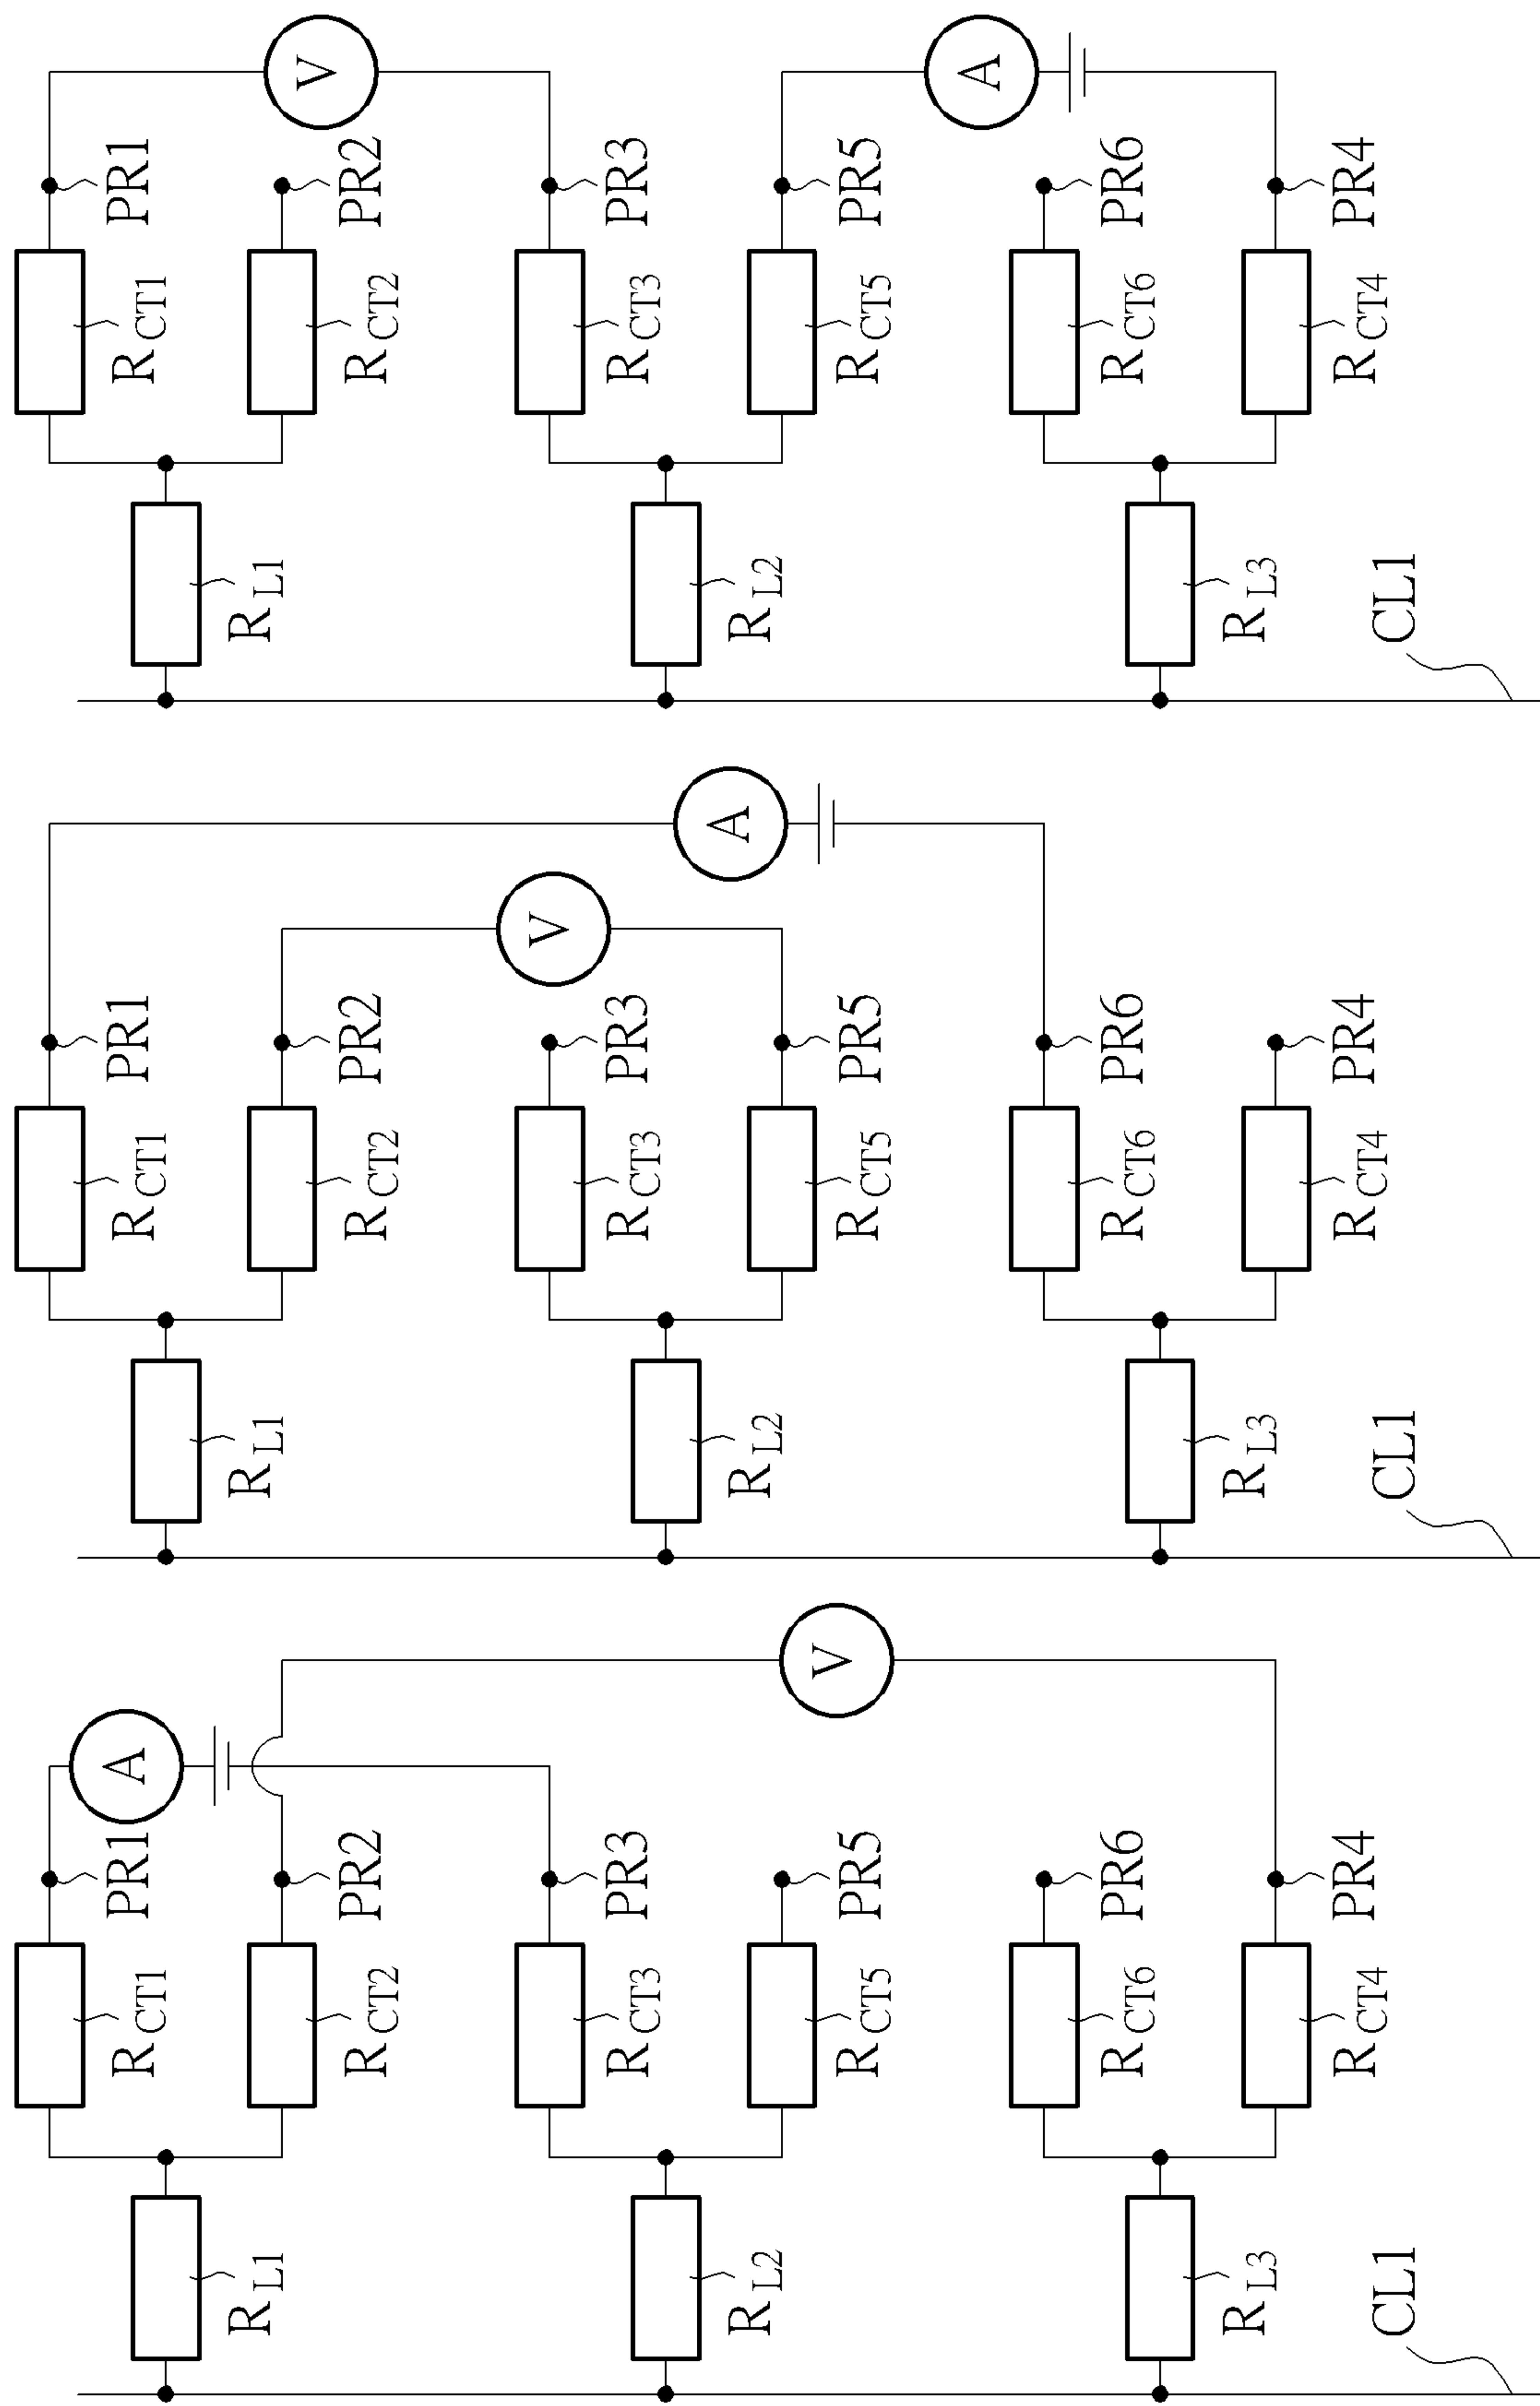 V
A
PR1
PR2
PR3
PR5
PR6
PR4
RCT1
RCT2
RCT3
RCT5
RCT6
RCT4
RL1
RL2
RL3
CL1
A
V
PR1
PR2
PR3
PR5
PR6
PR4
RCT1
RCT2
RCT3
RCT5
RCT6
RCT4
RL1
RL2
RL3
CL1
V
A
PR1
PR2
PR3
PR5
PR6
PR4
RCT1
RCT2
RCT3
RCT5
RCT6
RCT4
RL1
RL2
RL3
CL1